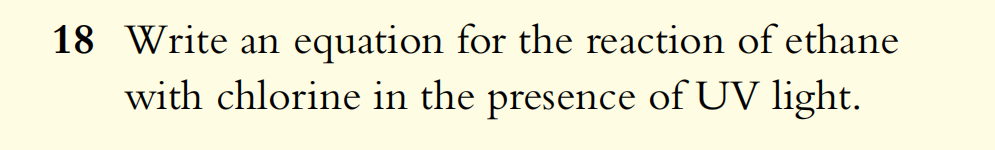 18 Write an equation for the reaction of ethane
with chlorine in the presence of UV light.